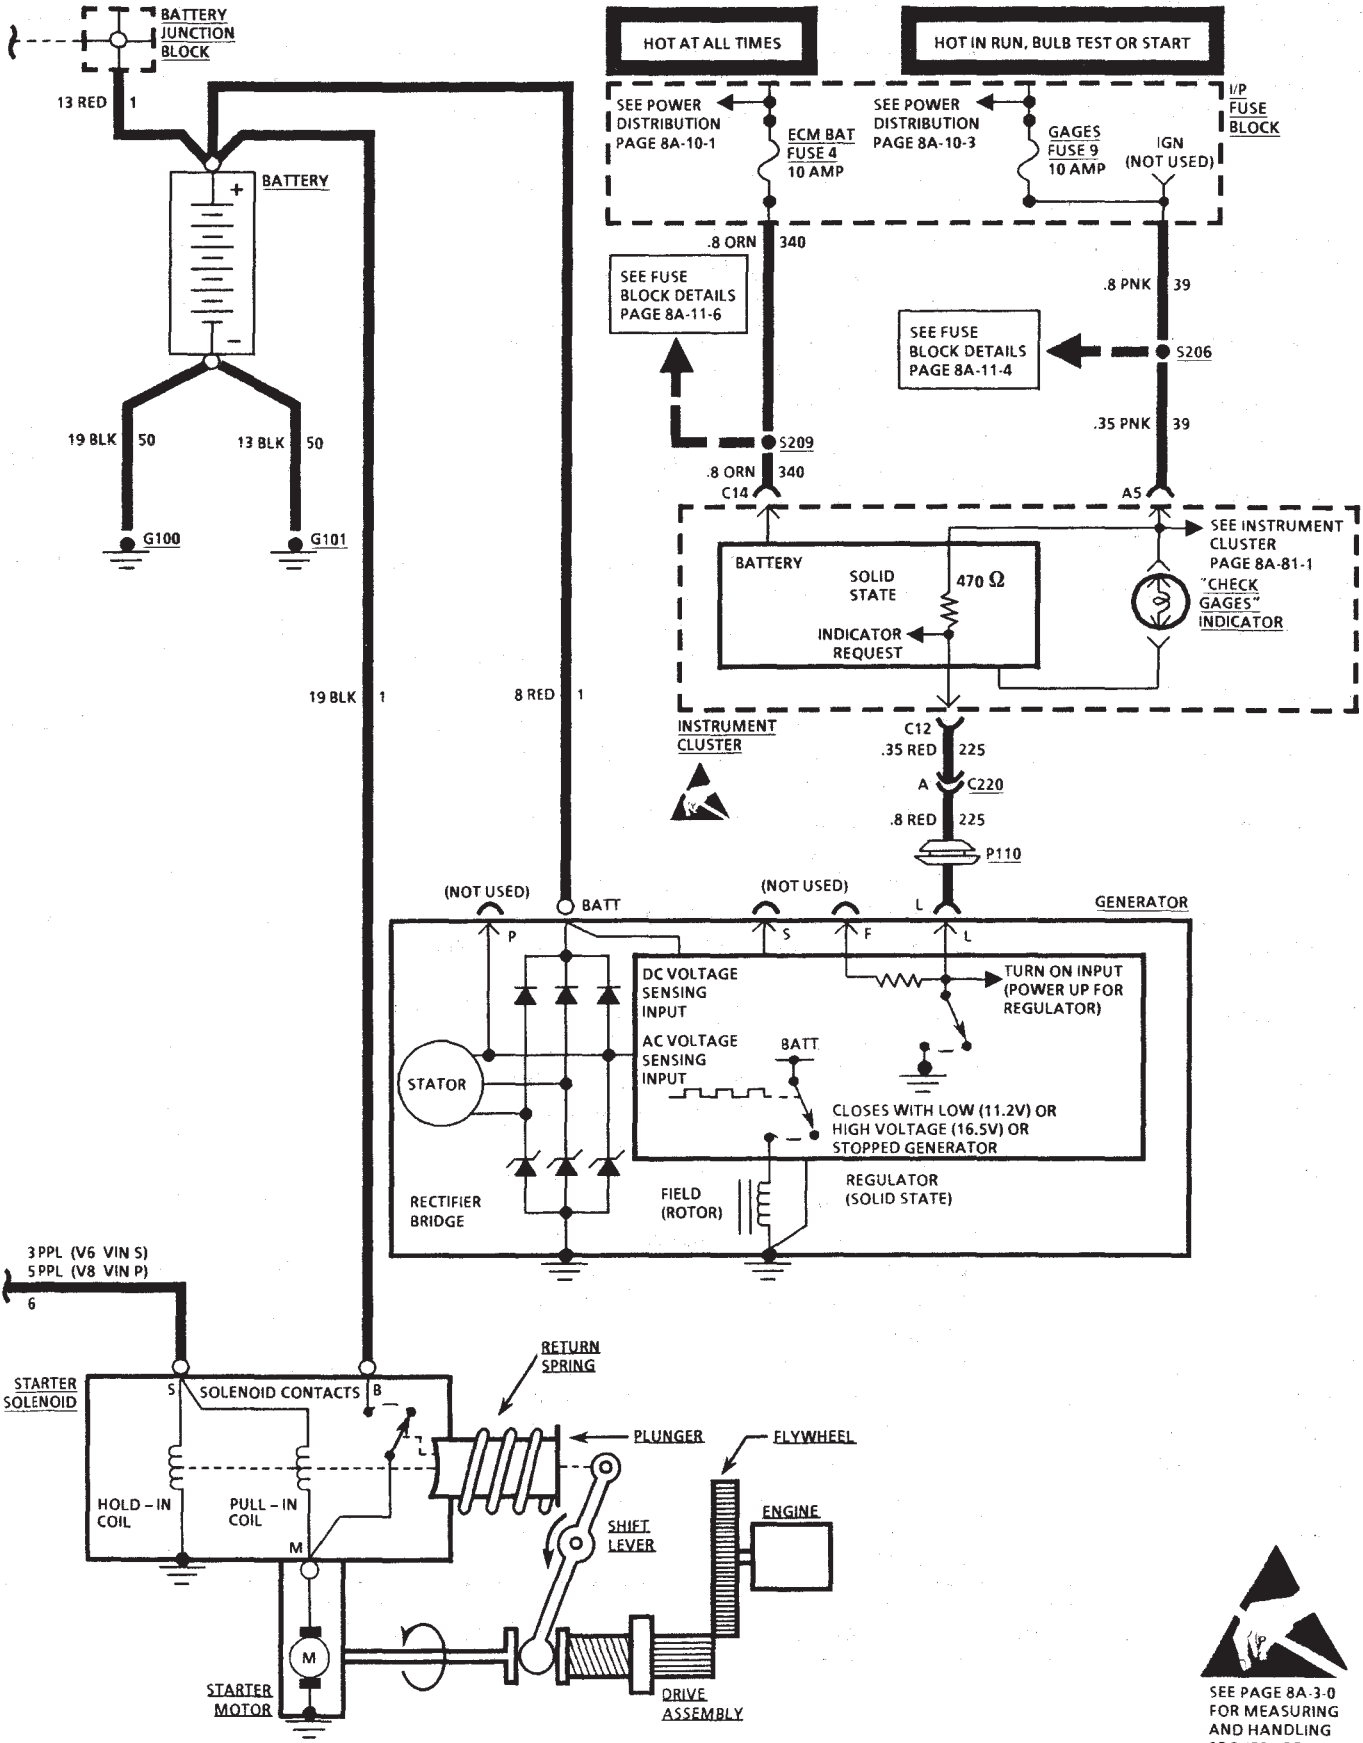 BATTERY
JUNCTION
BLOCK
13 RED 1
HOT AT ALL TIMES
HOT IN RUN, BULB TEST OR START
SEE POWER
DISTRIBUTION
PAGE 8A-10-1
ECM BAT
FUSE 4
10 AMP
SEE POWER
DISTRIBUTION
PAGE 8A-10-3
GAGES
FUSE 9
10 AMP
IGN
(NOT USED)
I/P
FUSE
BLOCK
BATTERY
+
-
.8 ORN 340
SEE FUSE
BLOCK DETAILS
PAGE 8A-11-6
.8 PNK 39
SEE FUSE
BLOCK DETAILS
PAGE 8A-11-4
S206
.35 PNK 39
19 BLK 50
13 BLK 50
S209
.8 ORN 340
C14
A5
G100
G101
BATTERY
SOLID
STATE
470 Ω
INDICATOR
REQUEST
SEE INSTRUMENT
CLUSTER
PAGE 8A-81-1
"CHECK
GAGES"
INDICATOR
19 BLK 1
8 RED 1
INSTRUMENT
CLUSTER
C12
.35 RED 225
A C220
.8 RED 225
P110
(NOT USED)
BATT
(NOT USED)
L
GENERATOR
P
S
F
L
DC VOLTAGE
SENSING
INPUT
TURN ON INPUT
(POWER UP FOR
REGULATOR)
AC VOLTAGE
SENSING
INPUT
BATT
STATOR
CLOSES WITH LOW (11.2V) OR
HIGH VOLTAGE (16.5V) OR
STOPPED GENERATOR
RECTIFIER
BRIDGE
FIELD
(ROTOR)
REGULATOR
(SOLID STATE)
3 PPL (V6 VIN S)
5 PPL (V8 VIN P)
6
STARTER
SOLENOID
S
SOLENOID CONTACTS
B
RETURN
SPRING
PLUNGER
FLYWHEEL
HOLD-IN
COIL
PULL-IN
COIL
M
SHIFT
LEVER
ENGINE
M
STARTER
MOTOR
DRIVE
ASSEMBLY
SEE PAGE 8A-3-0
FOR MEASURING
AND HANDLING